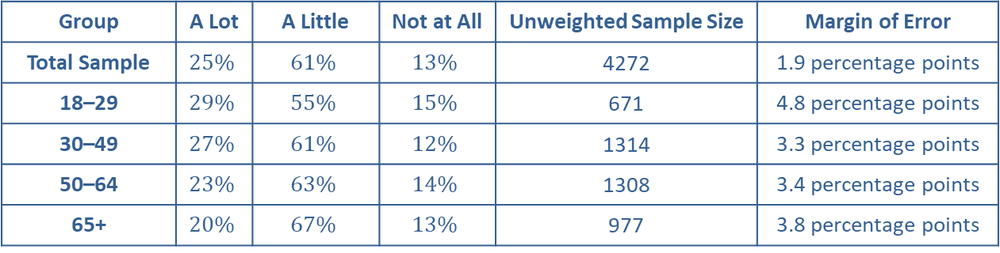 Group A Lot A Little Not at All Unweighted Sample Size Margin of Error
Total Sample 25% 61% 13% 4272 1.9 percentage points
18–29 29% 55% 15% 671 4.8 percentage points
30–49 27% 61% 12% 1314 3.3 percentage points
50–64 23% 63% 14% 1308 3.4 percentage points
65+ 20% 67% 13% 977 3.8 percentage points